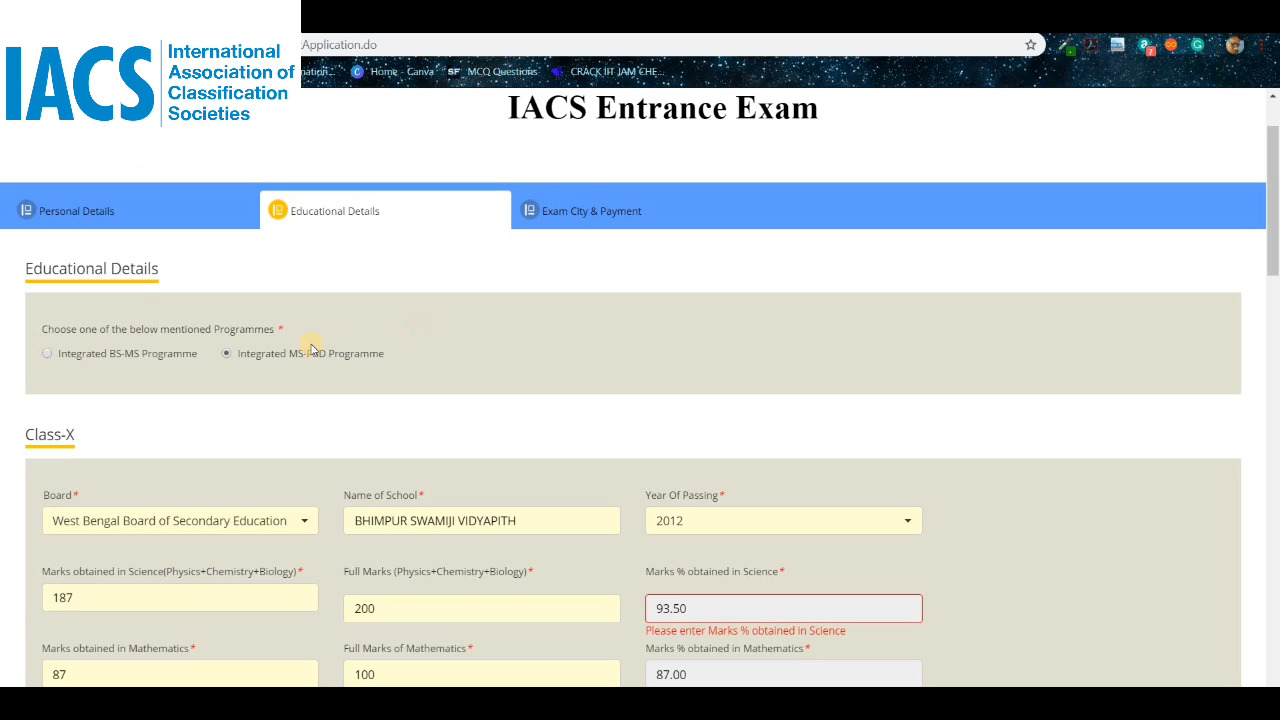 IACS
International
Association of
Classification
Societies
Application.do
nation...
Home - Canva
SF MCQ Questions
CRACK IIT JAM CHE...
IACS Entrance Exam
Personal Details
Educational Details
Exam City & Payment
Educational Details
Choose one of the below mentioned Programmes *
Integrated BS-MS Programme
Integrated MS-PhD Programme
Class-X
Board*
Name of School*
Year Of Passing*
West Bengal Board of Secondary Education
BHIMPUR SWAMIJI VIDYAPITH
2012
Marks obtained in Science(Physics+Chemistry+Biology)*
Full Marks (Physics+Chemistry+Biology)*
Marks % obtained in Science*
187
200
93.50
Please enter Marks % obtained in Science
Marks obtained in Mathematics*
Full Marks of Mathematics*
Marks % obtained in Mathematics*
87
100
87.00